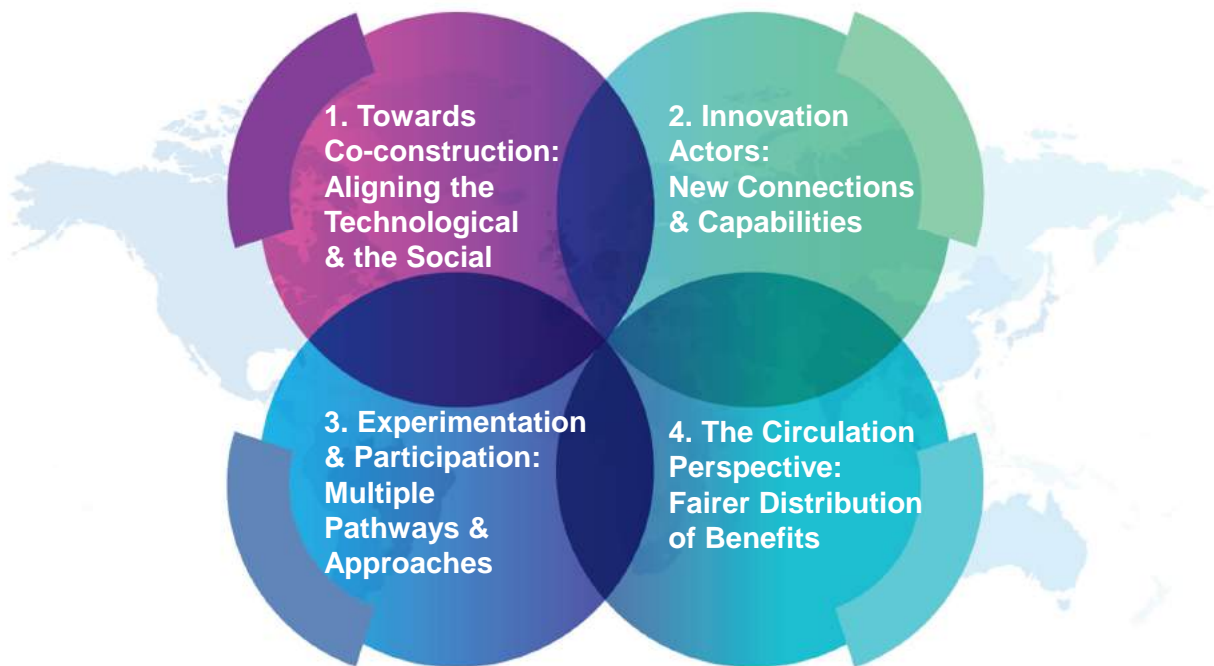 1. Towards
Co-construction:
Aligning the
Technological
& the Social
2. Innovation
Actors:
New Connections
& Capabilities
3. Experimentation
& Participation:
Multiple
Pathways &
Approaches
4. The Circulation
Perspective:
Fairer Distribution
of Benefits